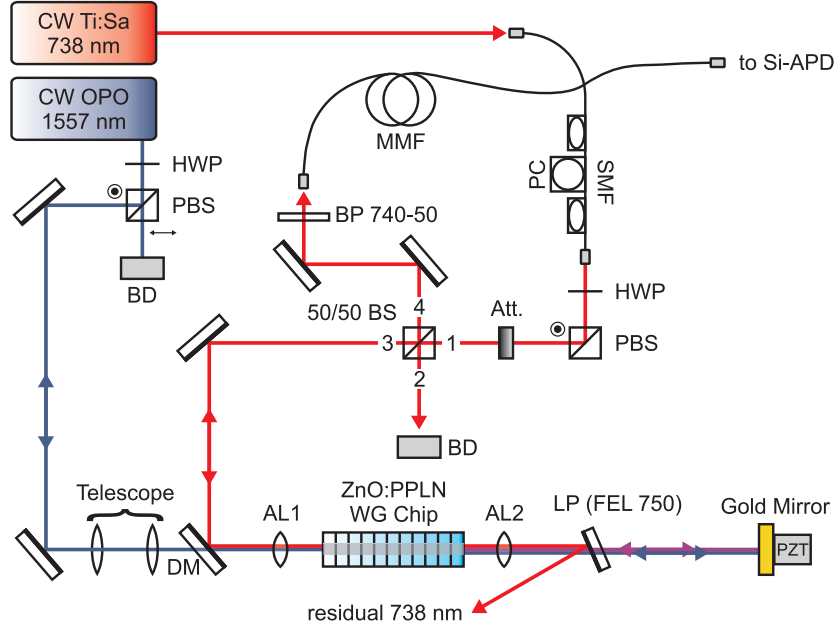 CW Ti:Sa
738 nm
to Si-APD
CW OPO
1557 nm
MMF
HWP
PC
SMF
PBS
BP 740-50
BD
HWP
50/50 BS
4
Att.
3
1
PBS
2
BD
Telescope
ZnO:PPLN
WG Chip
LP (FEL 750)
AL1
AL2
Gold Mirror
DM
PZT
residual 738 nm